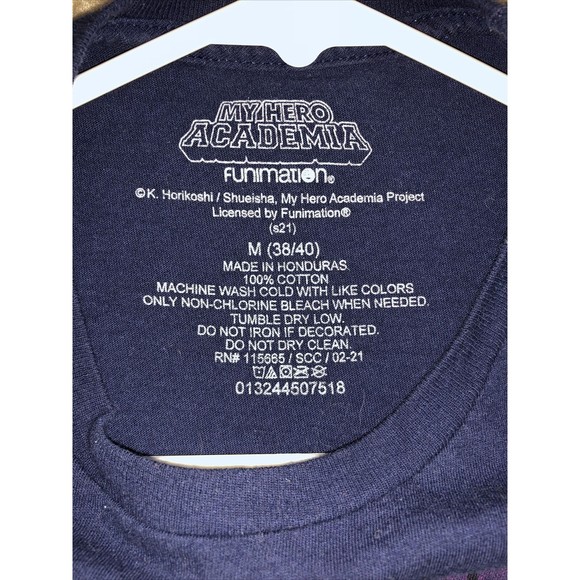 MY HERO
ACADEMIA
FUNIMATION®
©K. Horikoshi / Shueisha, My Hero Academia Project
Licensed by Funimation®
(s21)
M (38/40)
MADE IN HONDURAS.
100% COTTON
MACHINE WASH COLD WITH LIKE COLORS
ONLY NON-CHLORINE BLEACH WHEN NEEDED.
TUMBLE DRY LOW.
DO NOT IRON IF DECORATED.
DO NOT DRY CLEAN.
RN# 115665 / SCC / 02-21
013244507518